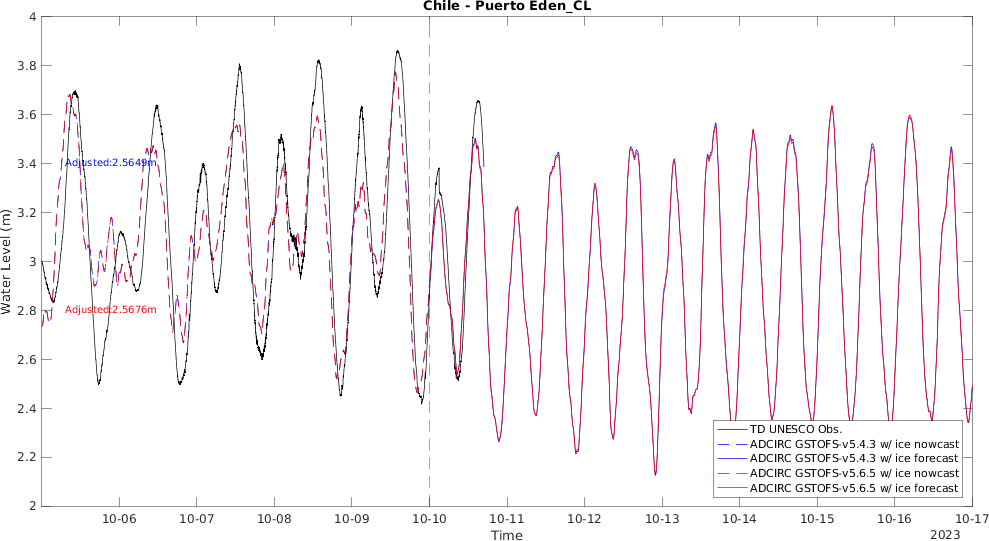 Chile - Puerto Eden_CL
Water Level (m)
4
3.8
3.6
3.4
3.2
3
2.8
2.6
2.4
2.2
2
Adjusted:2.5649m
Adjusted:2.5676m
TD UNESCO Obs.
ADCIRC GSTOFS-v5.4.3 w/ ice nowcast
ADCIRC GSTOFS-v5.4.3 w/ ice forecast
ADCIRC GSTOFS-v5.6.5 w/ ice nowcast
ADCIRC GSTOFS-v5.6.5 w/ ice forecast
10-06 10-07 10-08 10-09 10-10 10-11 10-12 10-13 10-14 10-15 10-16 10-17
Time
2023